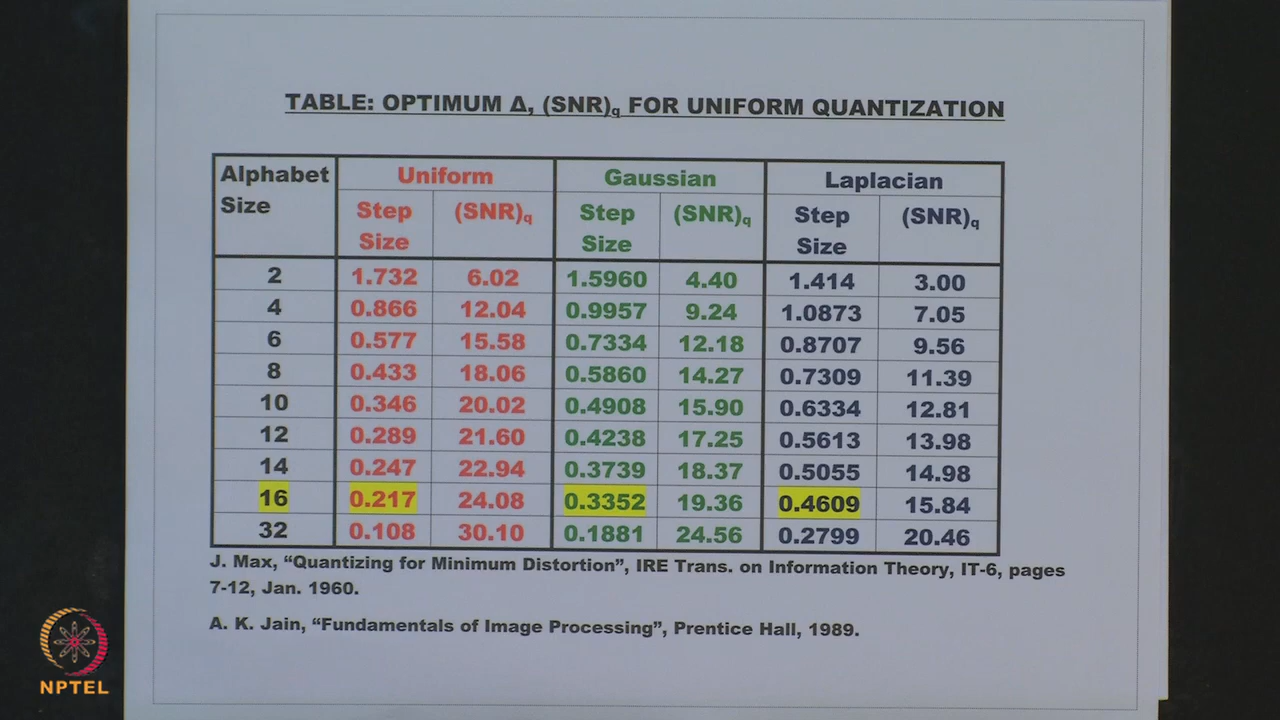 TABLE: OPTIMUM Δ, (SNR)q FOR UNIFORM QUANTIZATION
Alphabet Size Uniform Gaussian Laplacian
Step Size (SNR)q Step Size (SNR)q Step Size (SNR)q
2 1.732 6.02 1.5960 4.40 1.414 3.00
4 0.866 12.04 0.9957 9.24 1.0873 7.05
6 0.577 15.58 0.7334 12.18 0.8707 9.56
8 0.433 18.06 0.5860 14.27 0.7309 11.39
10 0.346 20.02 0.4908 15.90 0.6334 12.81
12 0.289 21.60 0.4238 17.25 0.5613 13.98
14 0.247 22.94 0.3739 18.37 0.5055 14.98
16 0.217 24.08 0.3352 19.36 0.4609 15.84
32 0.108 30.10 0.1881 24.56 0.2799 20.46
J. Max, “Quantizing for Minimum Distortion”, IRE Trans. on Information Theory, IT-6, pages
7-12, Jan. 1960.
A. K. Jain, “Fundamentals of Image Processing”, Prentice Hall, 1989.
NPTEL